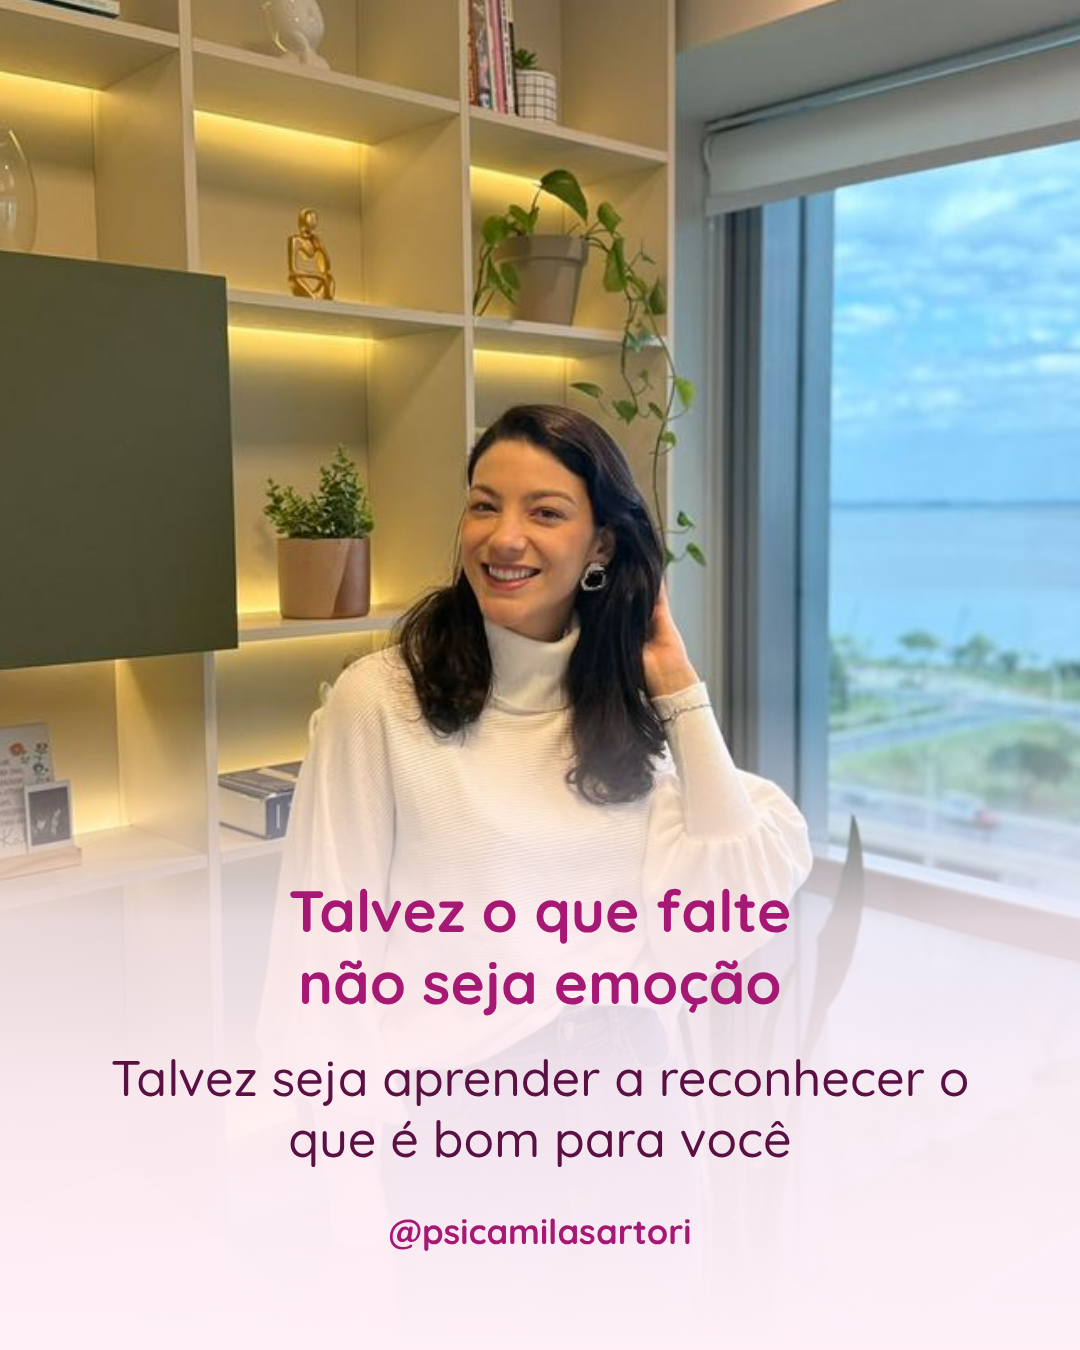 Talvez o que falte
não seja emoção
Talvez seja aprender a reconhecer o
que é bom para você
@psicamilasartori